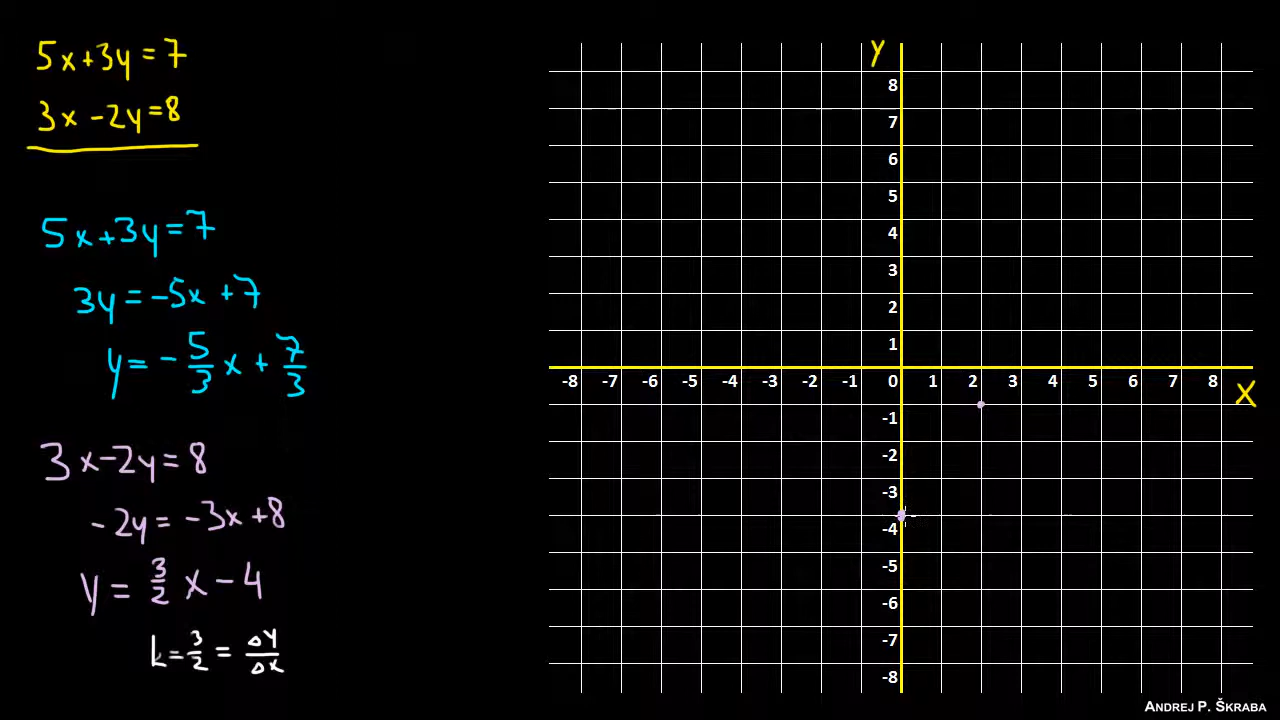 5x+3y=7
3x-2y=8
5x+3y=7
3y=-5x+7
y=-5/3x+7/3
3x-2y=8
-2y=-3x+8
y=3/2x-4
k=3/2=ΔY/ΔX
y
8
7
6
5
4
3
2
1
-8 -7 -6 -5 -4 -3 -2 -1 0 1 2 3 4 5 6 7 8
X
-1
-2
-3
-4
-5
-6
-7
-8
ANDREJ P. ŠKRABA